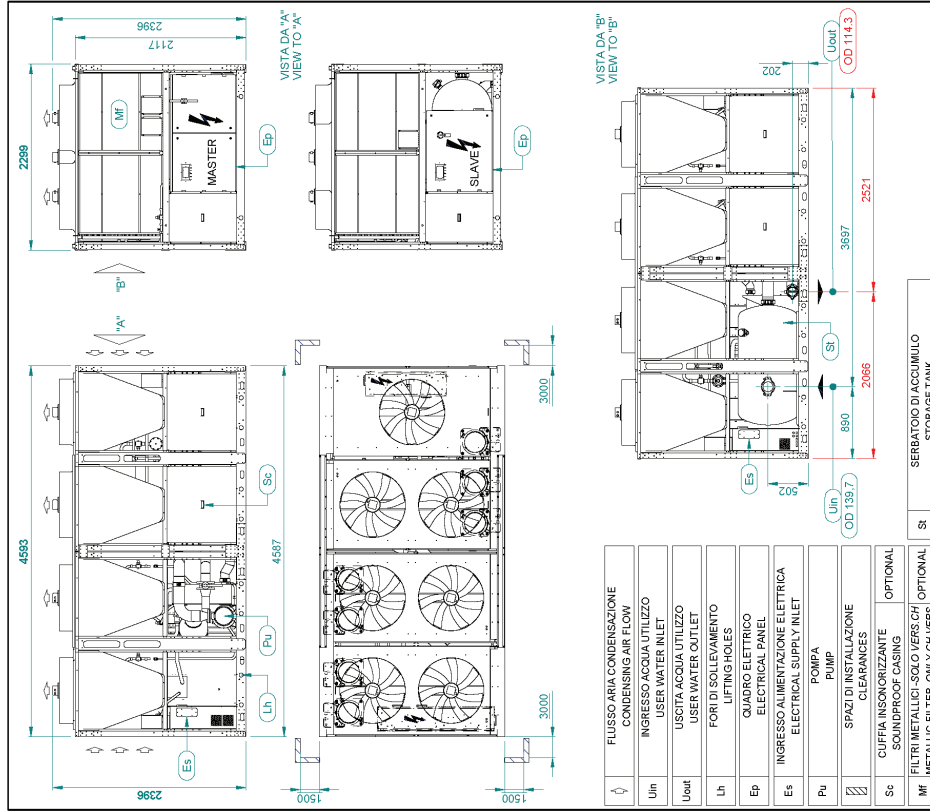 2396
2117
2299
Mf
MASTER
Ep
VISTA DA "A"
VIEW TO "A"
SLAVE
Ep
"B"
"A"
4593
2396
Es
Lh
Pu
Sc
4587
3000
3000
1500
1500
VISTA DA "B"
VIEW TO "B"
202
Uout
OD 114.3
2521
3697
2066
890
St
Es
502
Uin
OD 139,7
FLUSSO ARIA CONDENSAZIONE
CONDENSING AIR FLOW
Uin
INGRESSO ACQUA UTILIZZO
USER WATER INLET
Uout
USCITA ACQUA UTILIZZO
USER WATER OUTLET
Lh
FORI DI SOLLEVAMENTO
LIFTING HOLES
Ep
QUADRO ELETTRICO
ELECTRICAL PANEL
Es
INGRESSO ALIMENTAZIONE ELETTRICA
ELECTRICAL SUPPLY INLET
Pu
POMPA
PUMP
SPAZI DI INSTALLAZIONE
CLEARANCES
Sc
CUFFIA INSONORIZZANTE
SOUNDPROOF CASING
OPTIONAL
Mf
FILTRI METALLICI-SOLO VERS.CH
METALLIC FILTER-ONLY CH VERS.
OPTIONAL
St
SERBATOIO DI ACCUMULO
STORAGE TANK